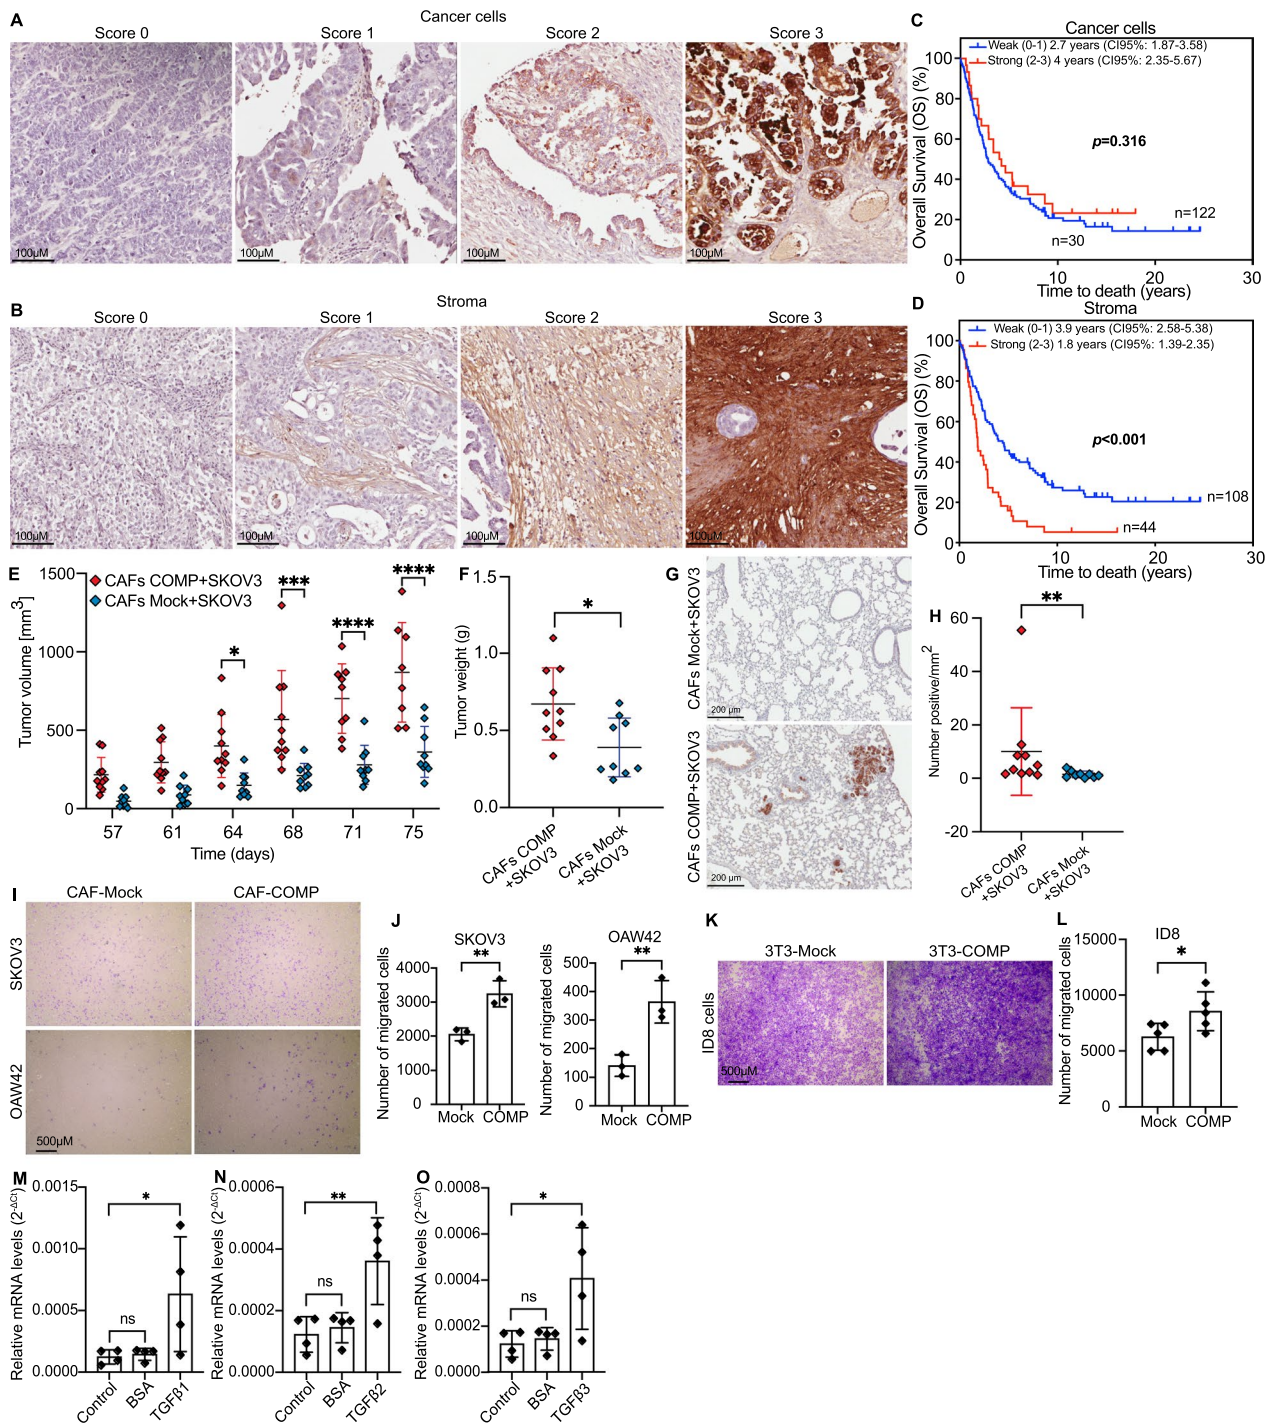 A
Cancer cells
Score 0
Score 1
Score 2
Score 3
100µM
100µM
100µM
100µM
C
Cancer cells
Weak (0-1) 2.7 years (CI95%: 1.87-3.58)
Strong (2-3) 4 years (CI95%: 2.35-5.67)
Overall Survival (OS) (%)
100
80
60
40
20
0
p=0.316
n=122
n=30
0
10
20
30
Time to death (years)
B
Stroma
Score 0
Score 1
Score 2
Score 3
100µM
100µM
100µM
100µM
D
Stroma
Weak (0-1) 3.9 years (CI95%: 2.58-5.38)
Strong (2-3) 1.8 years (CI95%: 1.39-2.35)
Overall Survival (OS) (%)
100
80
60
40
20
0
p<0.001
n=108
n=44
0
10
20
30
Time to death (years)
E
CAFs COMP+SKOV3
CAFs Mock+SKOV3
Tumor volume [mm3]
1500
1000
500
0
*
***
****
****
57
61
64
68
71
75
Time (days)
F
Tumor weight (g)
1.5
1.0
0.5
0.0
*
CAFs COMP
+SKOV3
CAFs Mock
+SKOV3
G
CAFs Mock+SKOV3
200 µm
CAFs COMP+SKOV3
200 µm
H
Number positive/mm2
60
40
20
0
-20
**
CAFs COMP
+SKOV3
CAFs Mock
+SKOV3
I
CAF-Mock
CAF-COMP
SKOV3
OAW42
500µM
J
SKOV3
Number of migrated cells
4000
3000
2000
1000
0
**
Mock
COMP
OAW42
Number of migrated cells
500
400
300
200
100
0
**
Mock
COMP
K
3T3-Mock
3T3-COMP
ID8 cells
500µM
L
ID8
Number of migrated cells
15000
10000
5000
0
*
Mock
COMP
M
Relative mRNA levels (2-ΔCt)
0.0015
0.0010
0.0005
0.0000
*
ns
Control
BSA
TGFβ1
N
Relative mRNA levels (2-ΔCt)
0.0006
0.0004
0.0002
0.0000
**
ns
Control
BSA
TGFβ2
O
Relative mRNA levels (2-ΔCt)
0.0008
0.0006
0.0004
0.0002
0.0000
*
ns
Control
BSA
TGFβ3